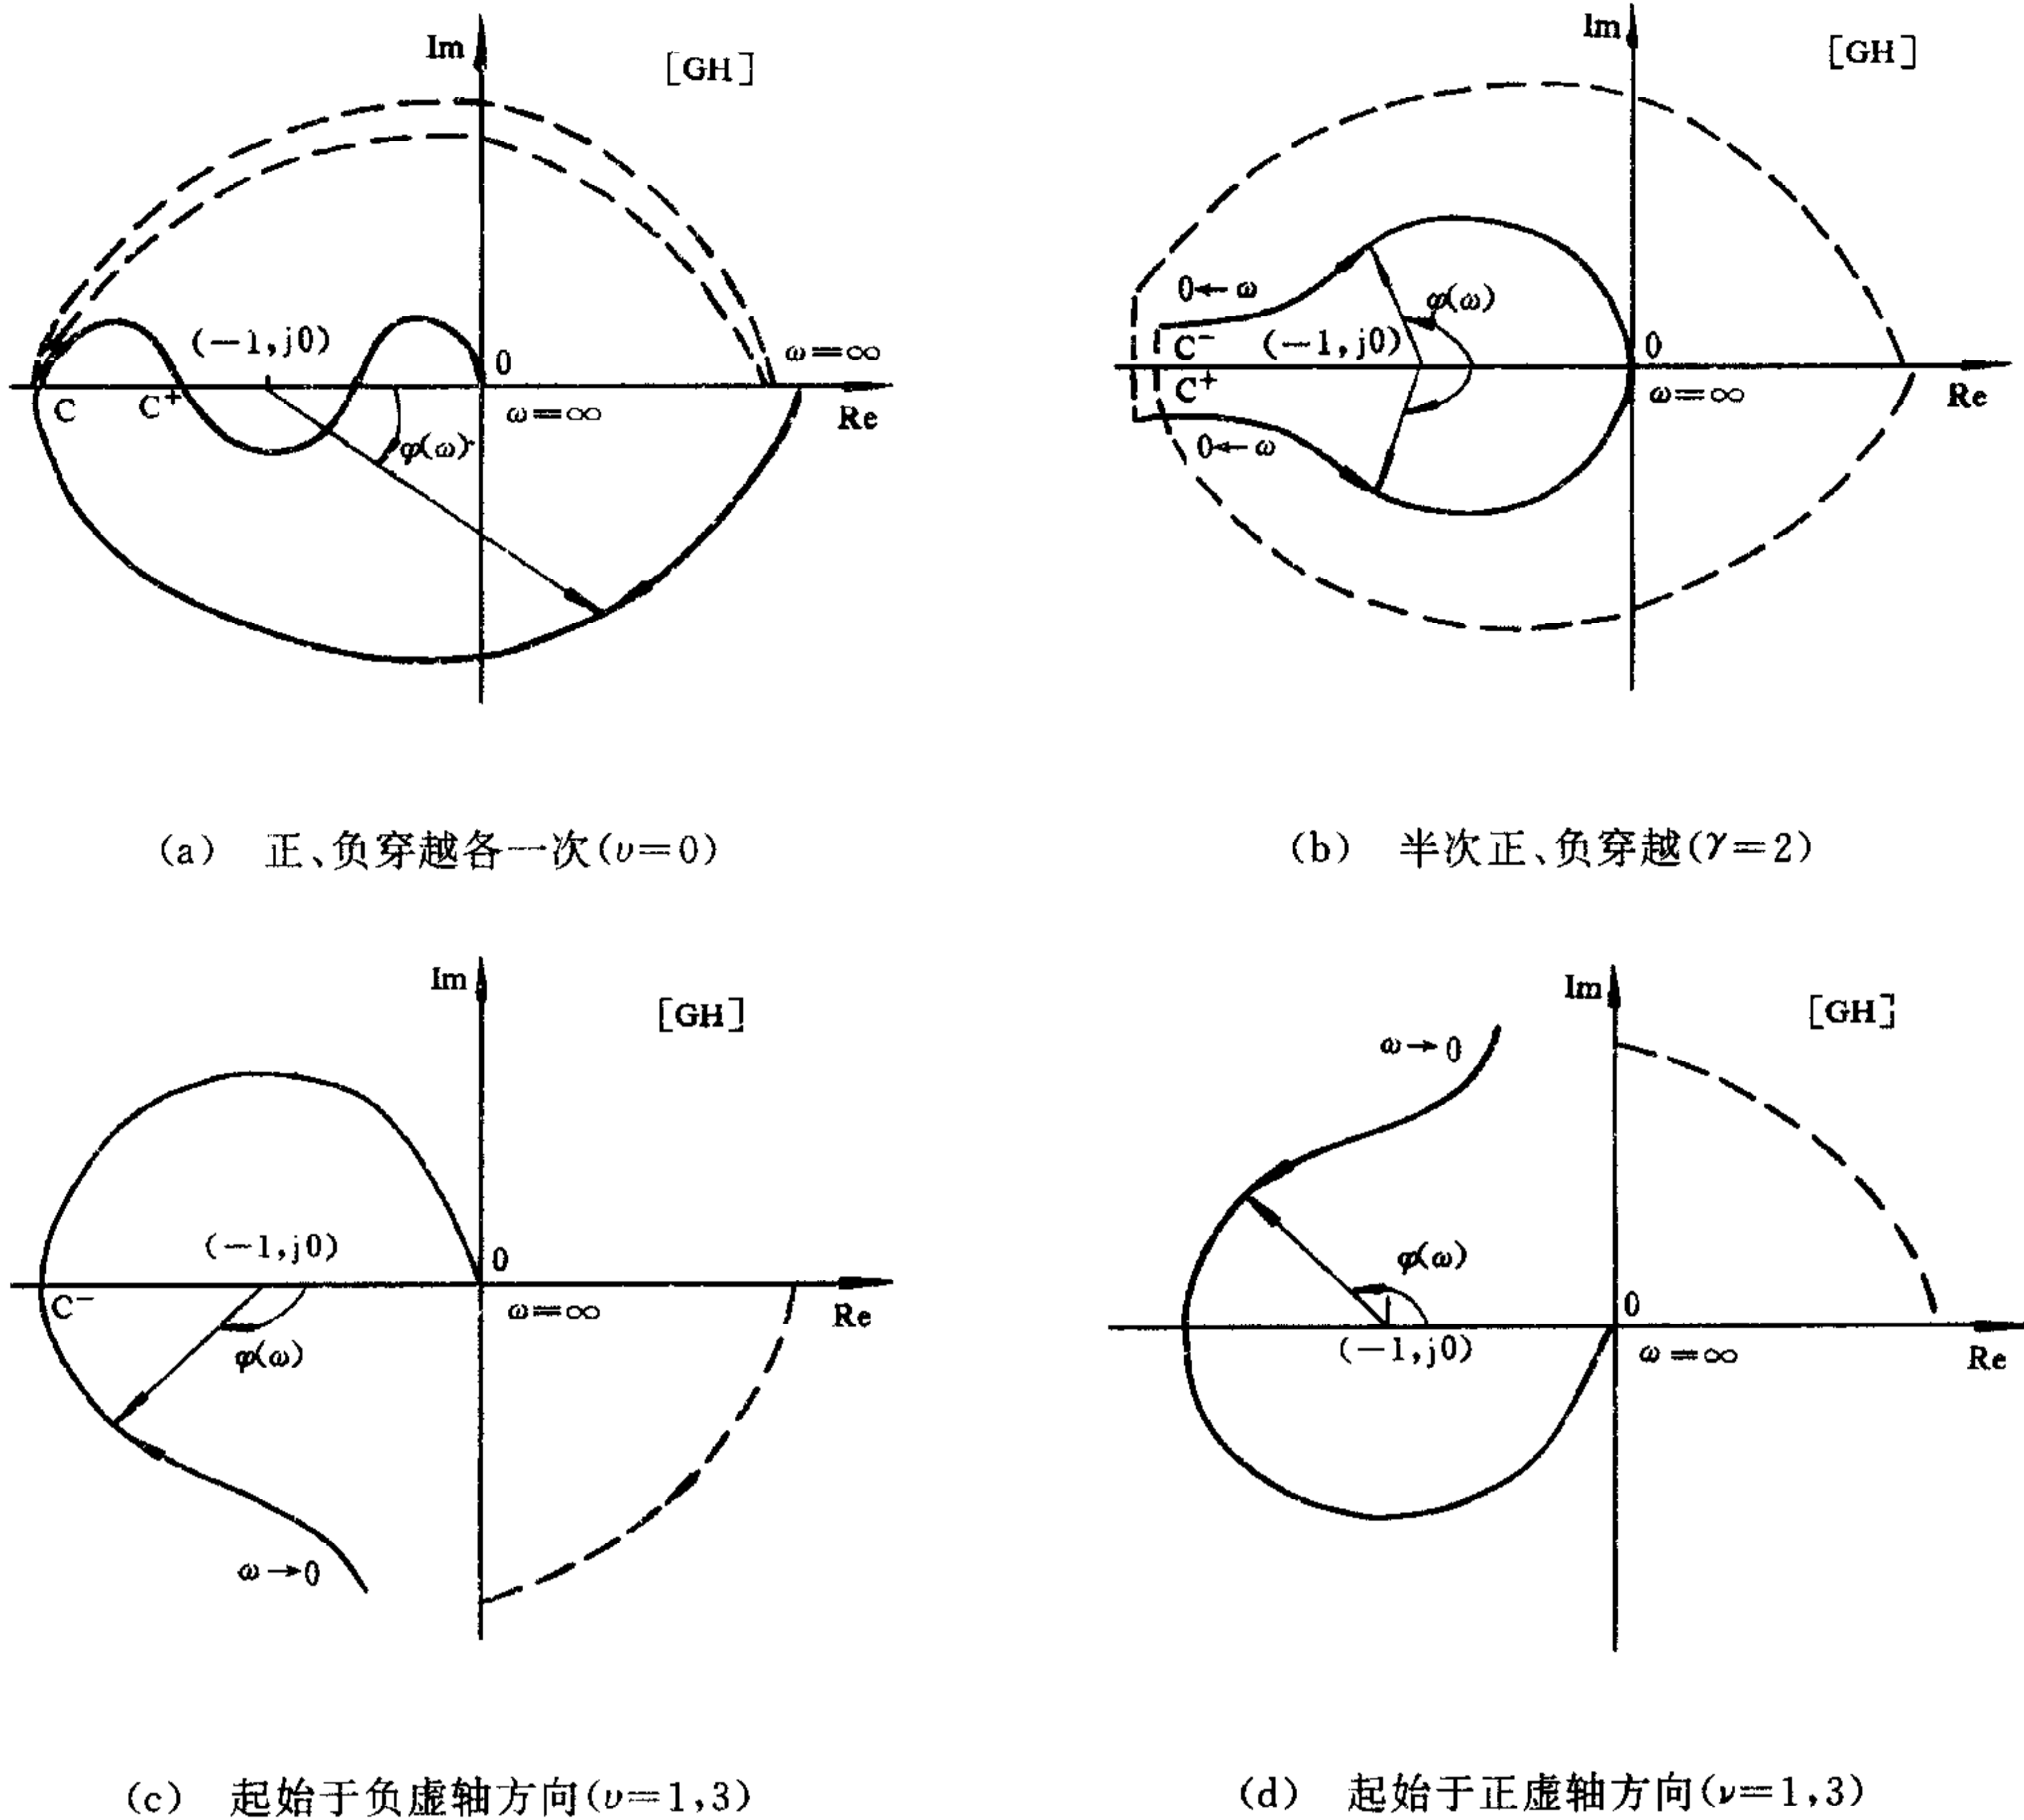 Im
[GH]
(-1,j0)
0
ω=∞
C
C⁺
ω=∞
Re
φ(ω)
(a) 正、负穿越各一次(υ=0)
Im
[GH]
0←ω
φ(ω)
C⁻
(-1,j0)
0
C⁺
ω=∞
Re
0←ω
(b) 半次正、负穿越(γ=2)
Im
[GH]
(-1,j0)
0
C⁻
ω=∞
Re
φ(ω)
ω→0
(c) 起始于负虚轴方向(υ=1,3)
Im
[GH]
ω→0
φ(ω)
0
(-1,j0)
ω=∞
Re
(d) 起始于正虚轴方向(ν=1,3)